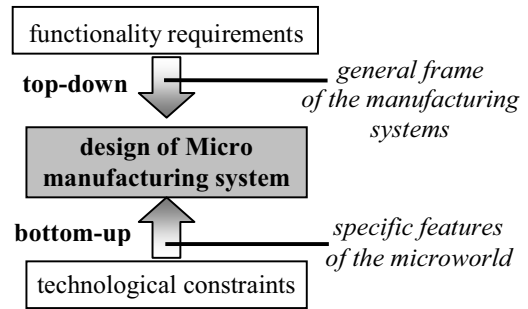 functionality requirements
top-down
general frame
of the manufacturing
systems
design of Micro
manufacturing system
bottom-up
specific features
of the microworld
technological constraints